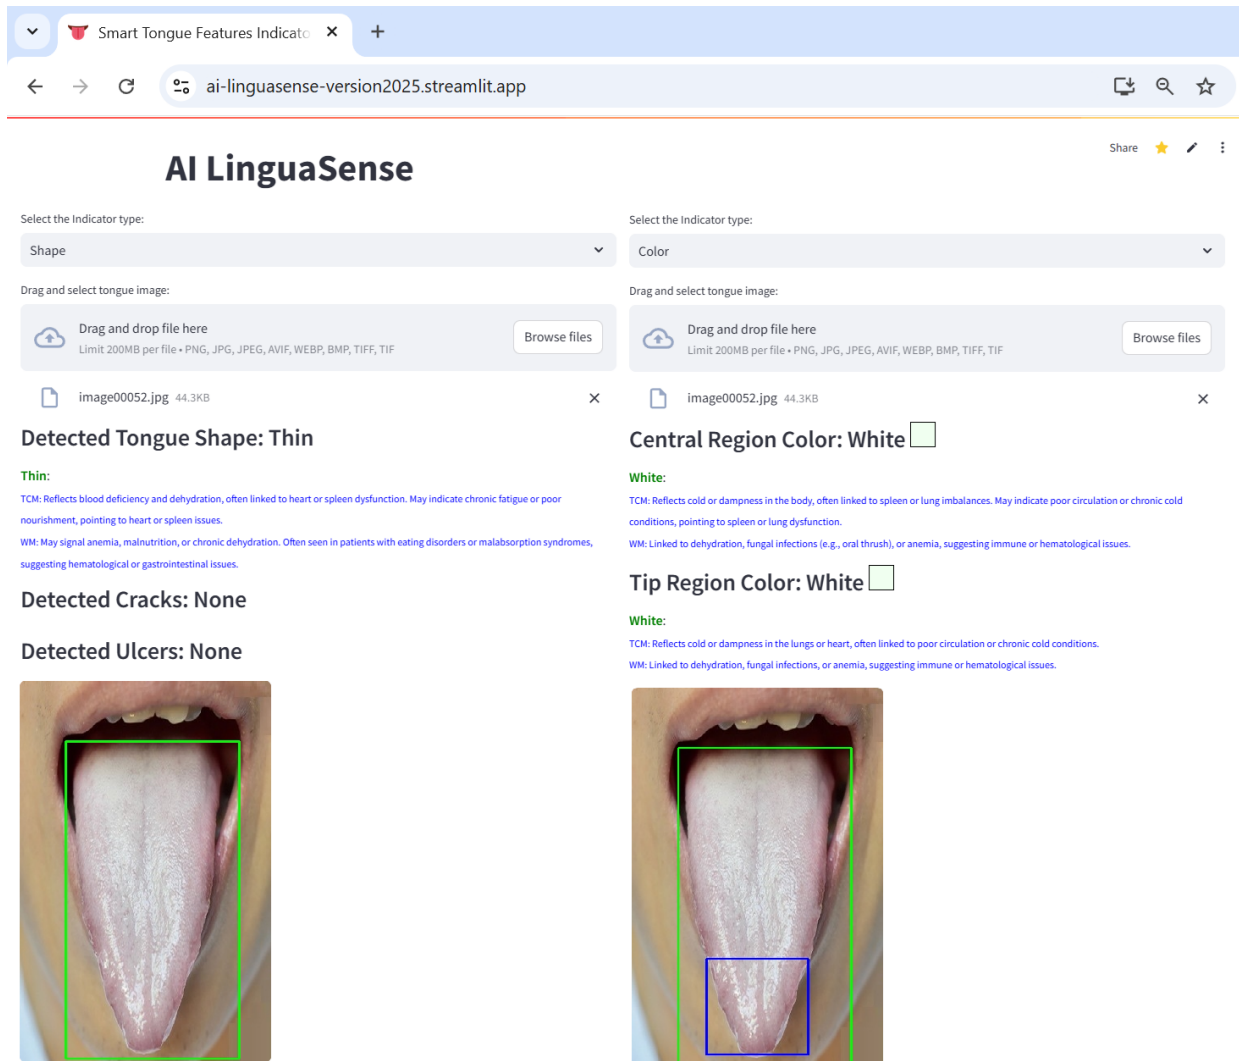 Smart Tongue Features Indicato
ai-linguasense-version2025.streamlit.app
Share
AI LinguaSense
Select the Indicator type:
Shape
Drag and select tongue image:
Drag and drop file here
Limit 200MB per file • PNG, JPG, JPEG, AVIF, WEBP, BMP, TIFF, TIF
Browse files
image00052.jpg 44.3KB
Detected Tongue Shape: Thin
Thin:
TCM: Reflects blood deficiency and dehydration, often linked to heart or spleen dysfunction. May indicate chronic fatigue or poor
nourishment, pointing to heart or spleen issues.
WM: May signal anemia, malnutrition, or chronic dehydration. Often seen in patients with eating disorders or malabsorption syndromes,
suggesting hematological or gastrointestinal issues.
Detected Cracks: None
Detected Ulcers: None
Select the Indicator type:
Color
Drag and select tongue image:
Drag and drop file here
Limit 200MB per file • PNG, JPG, JPEG, AVIF, WEBP, BMP, TIFF, TIF
Browse files
image00052.jpg 44.3KB
Central Region Color: White
White:
TCM: Reflects cold or dampness in the body, often linked to spleen or lung imbalances. May indicate poor circulation or chronic cold
conditions, pointing to spleen or lung dysfunction.
WM: Linked to dehydration, fungal infections (e.g., oral thrush), or anemia, suggesting immune or hematological issues.
Tip Region Color: White
White:
TCM: Reflects cold or dampness in the lungs or heart, often linked to poor circulation or chronic cold conditions.
WM: Linked to dehydration, fungal infections, or anemia, suggesting immune or hematological issues.